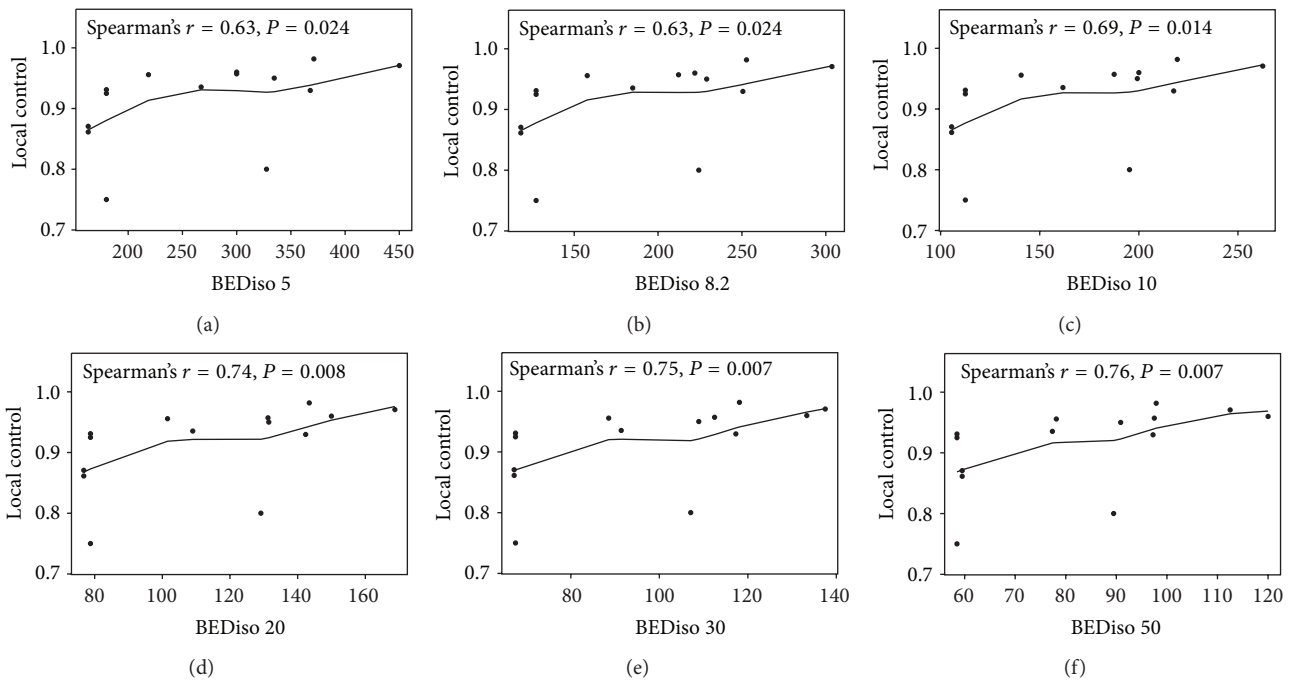 Spearman's r = 0.63, P = 0.024
1.0
0.9
0.8
0.7
Local control
200 250 300 350 400 450
BEDiso 5
(a)
Spearman's r = 0.63, P = 0.024
1.0
0.9
0.8
0.7
Local control
150 200 250 300
BEDiso 8.2
(b)
Spearman's r = 0.69, P = 0.014
1.0
0.9
0.8
0.7
Local control
100 150 200 250
BEDiso 10
(c)
Spearman's r = 0.74, P = 0.008
1.0
0.9
0.8
0.7
Local control
80 100 120 140 160
BEDiso 20
(d)
Spearman's r = 0.75, P = 0.007
1.0
0.9
0.8
0.7
Local control
80 100 120 140
BEDiso 30
(e)
Spearman's r = 0.76, P = 0.007
1.0
0.9
0.8
0.7
Local control
60 70 80 90 100 110 120
BEDiso 50
(f)